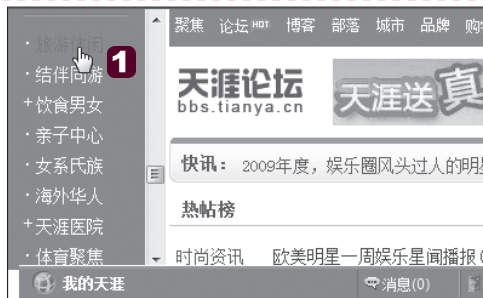 聚焦 论坛 HOT 博客 部落 城市 品牌 购
· 旅游休闲
1
· 结伴同游
+ 饮食男女
· 亲子中心
· 女系氏族
· 海外华人
+ 天涯医院
· 体育聚焦
天涯论坛
bbs.tianya.cn
天涯送真
快讯： 2009年度，娱乐圈风头过人的明星
热帖榜
时尚资讯 欧美明星一周娱乐星闻播报(
我的天涯
消息(0)